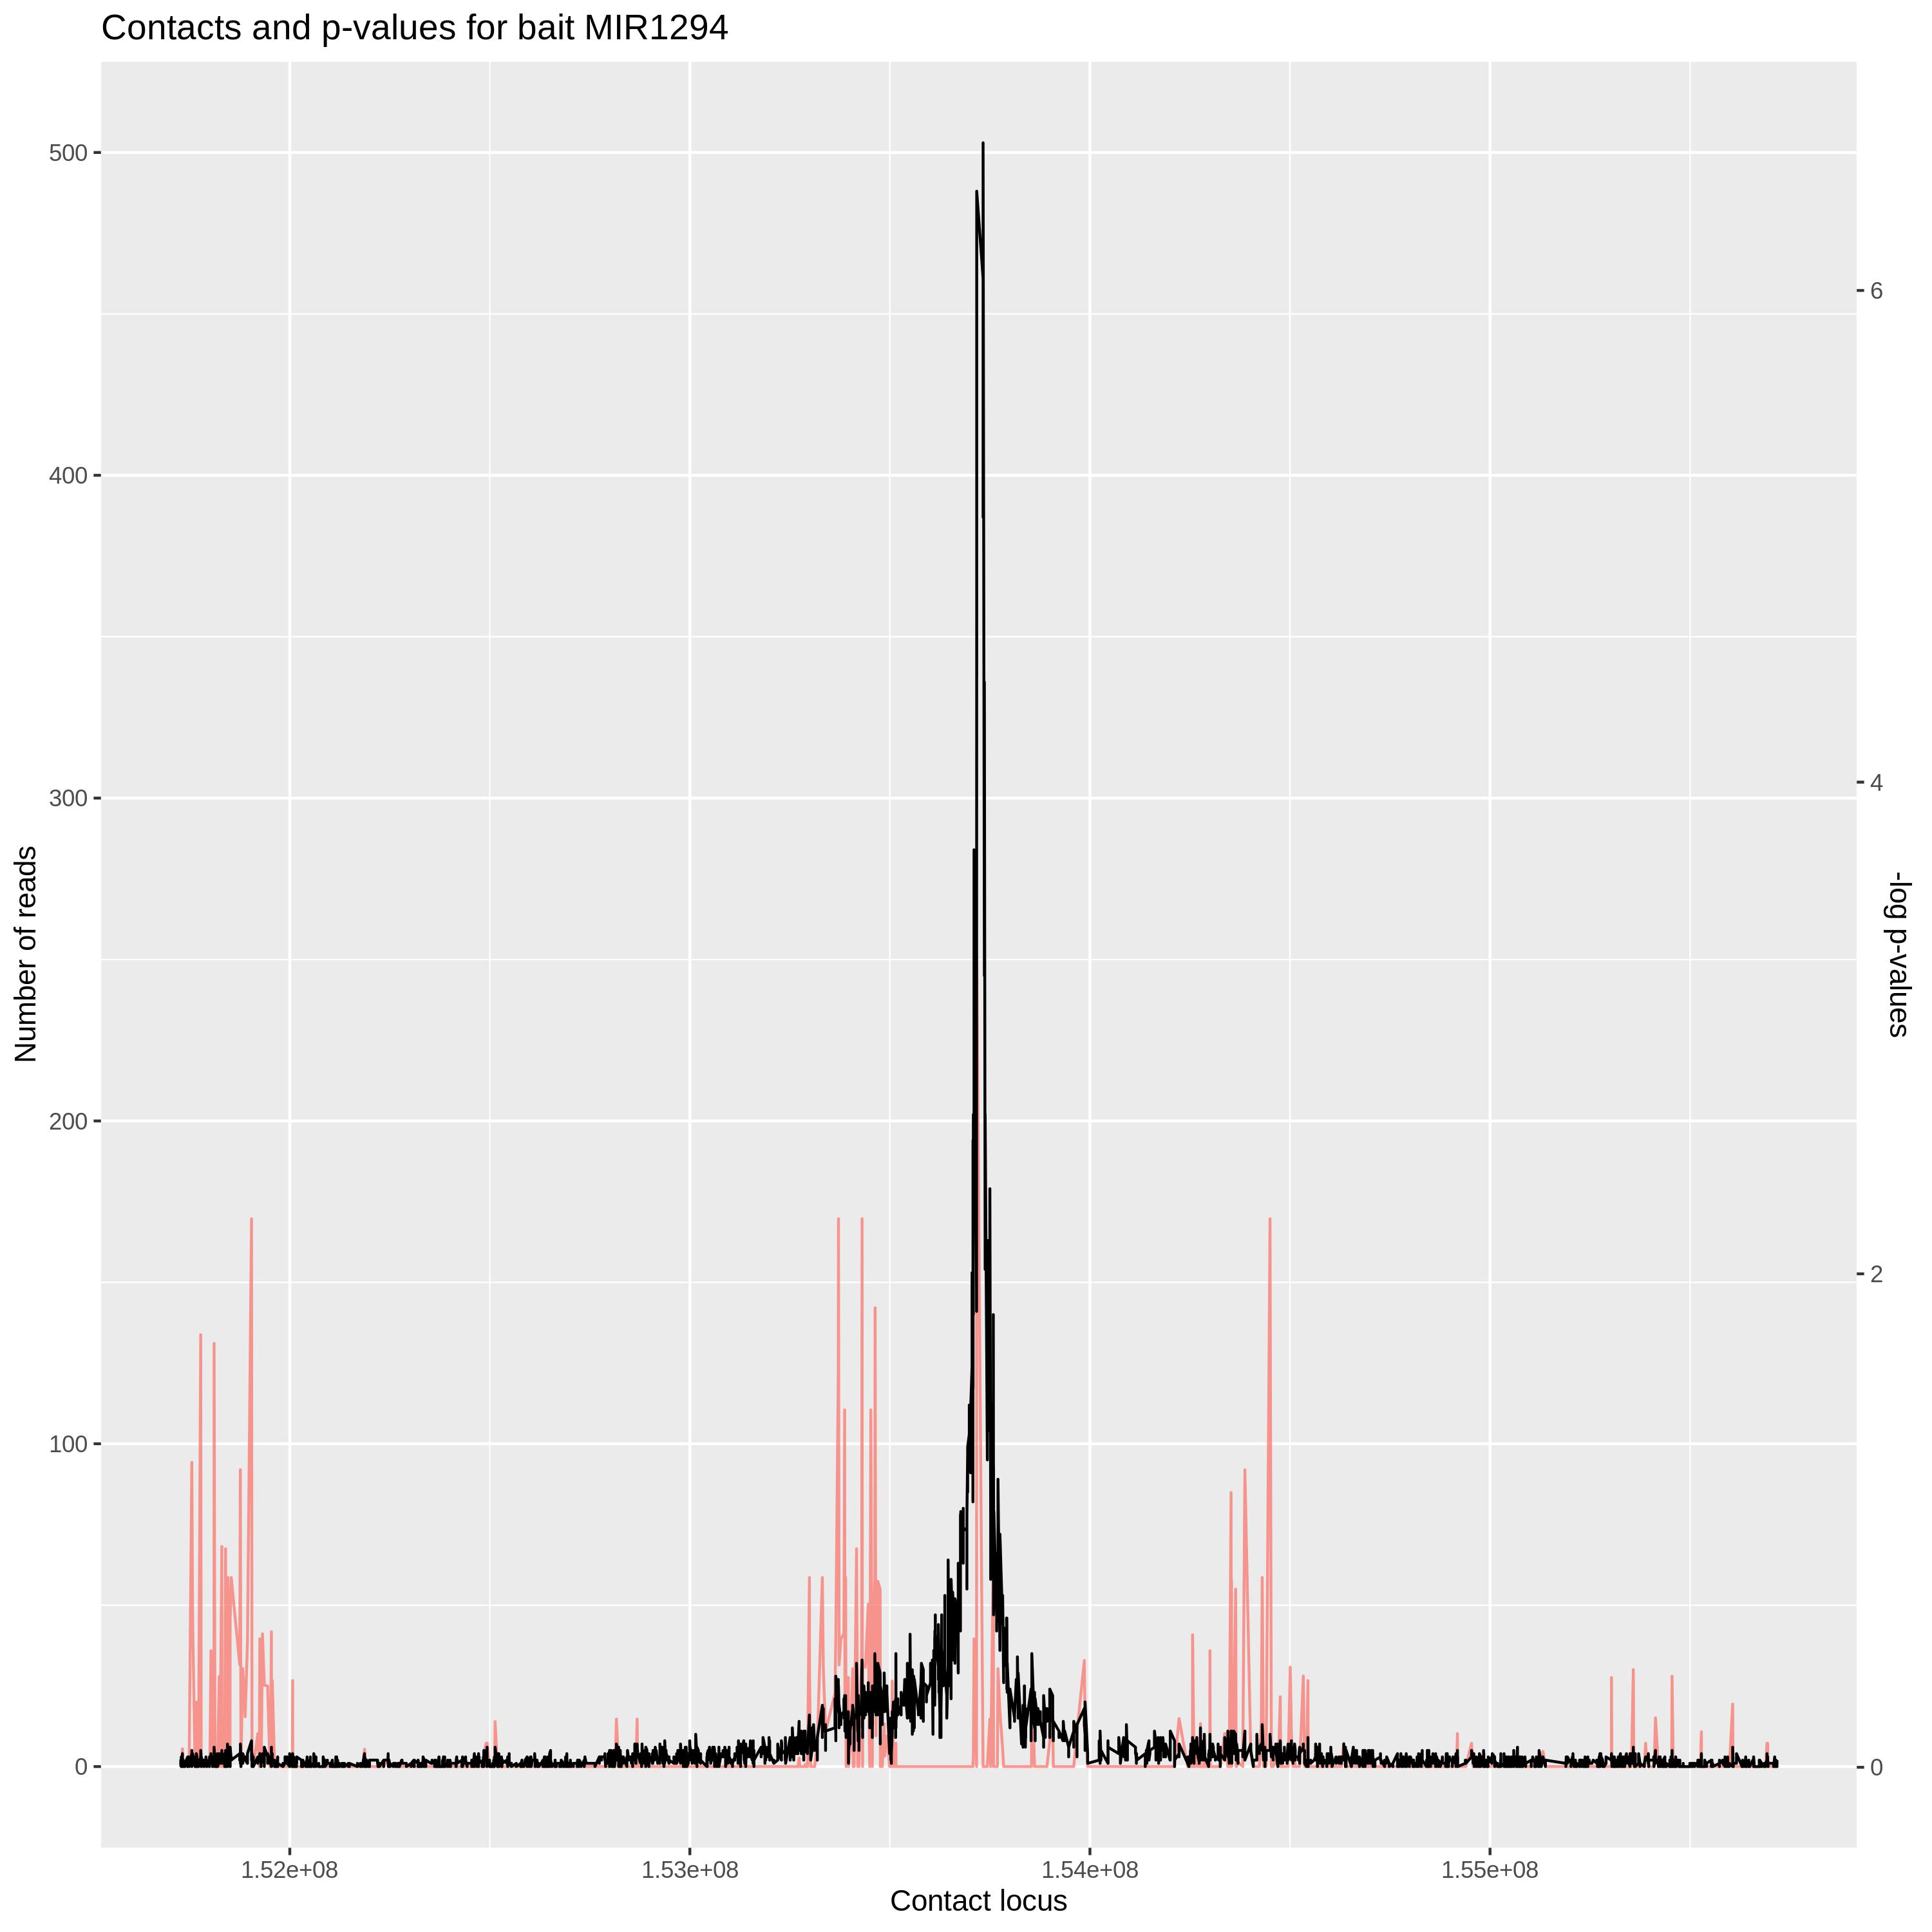 Contacts and p-values for bait MIR1294
500
400
300
200
100
0
Number of reads
6
4
2
0
-log p-values
1.52e+08
1.53e+08
1.54e+08
1.55e+08
Contact locus